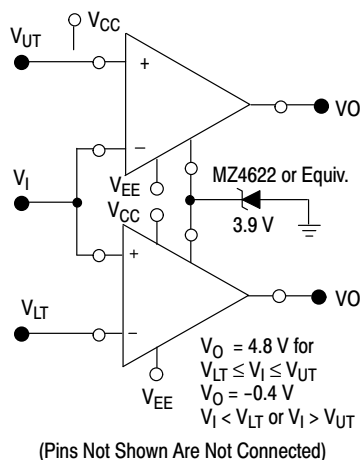 VCC
VUT
+
VO
−
VI
VEE
MZ4622 or Equiv.
VCC
3.9 V
+
VO
VLT
−
VEE
VO = 4.8 V for
VLT ≤ VI ≤ VUT
VO = −0.4 V
VI < VLT or VI > VUT
(Pins Not Shown Are Not Connected)